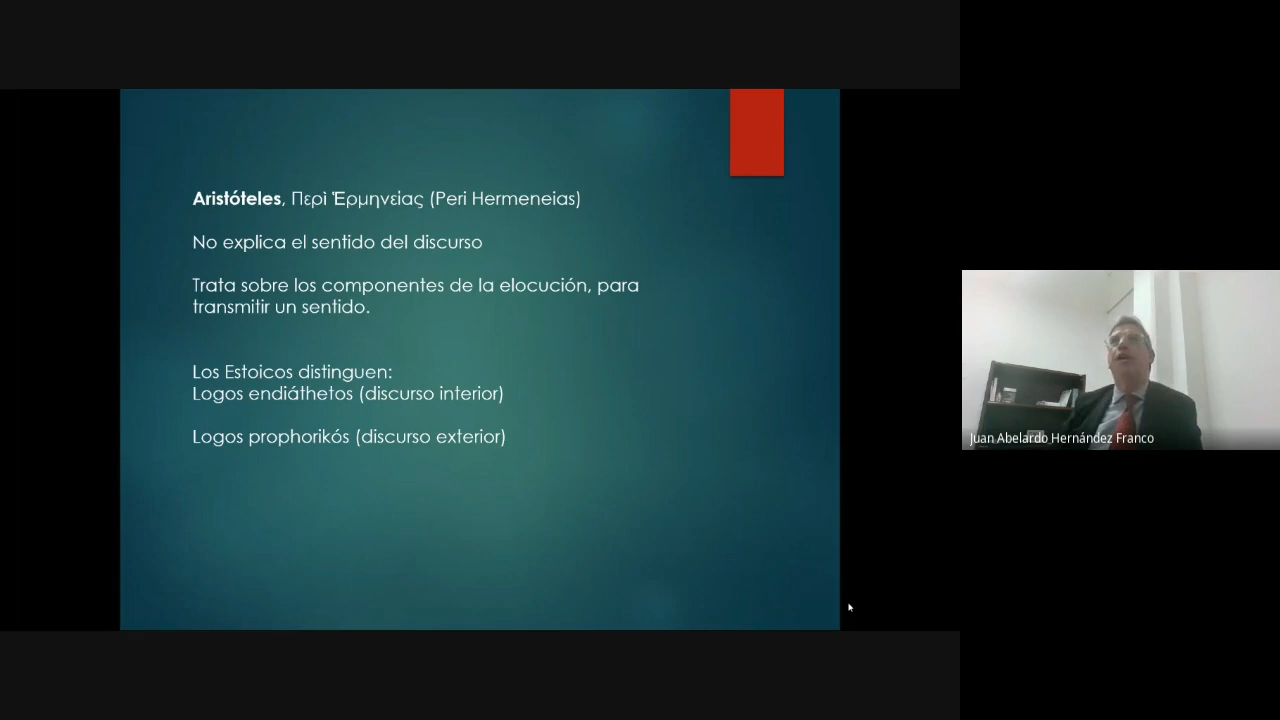 Aristóteles, Περὶ Ἑρμηνείας (Peri Hermeneias)
No explica el sentido del discurso
Trata sobre los componentes de la elocución, para
transmitir un sentido.
Los Estoicos distinguen:
Logos endiáthetos (discurso interior)
Logos prophorikós (discurso exterior)
Juan Abelardo Hernández Franco